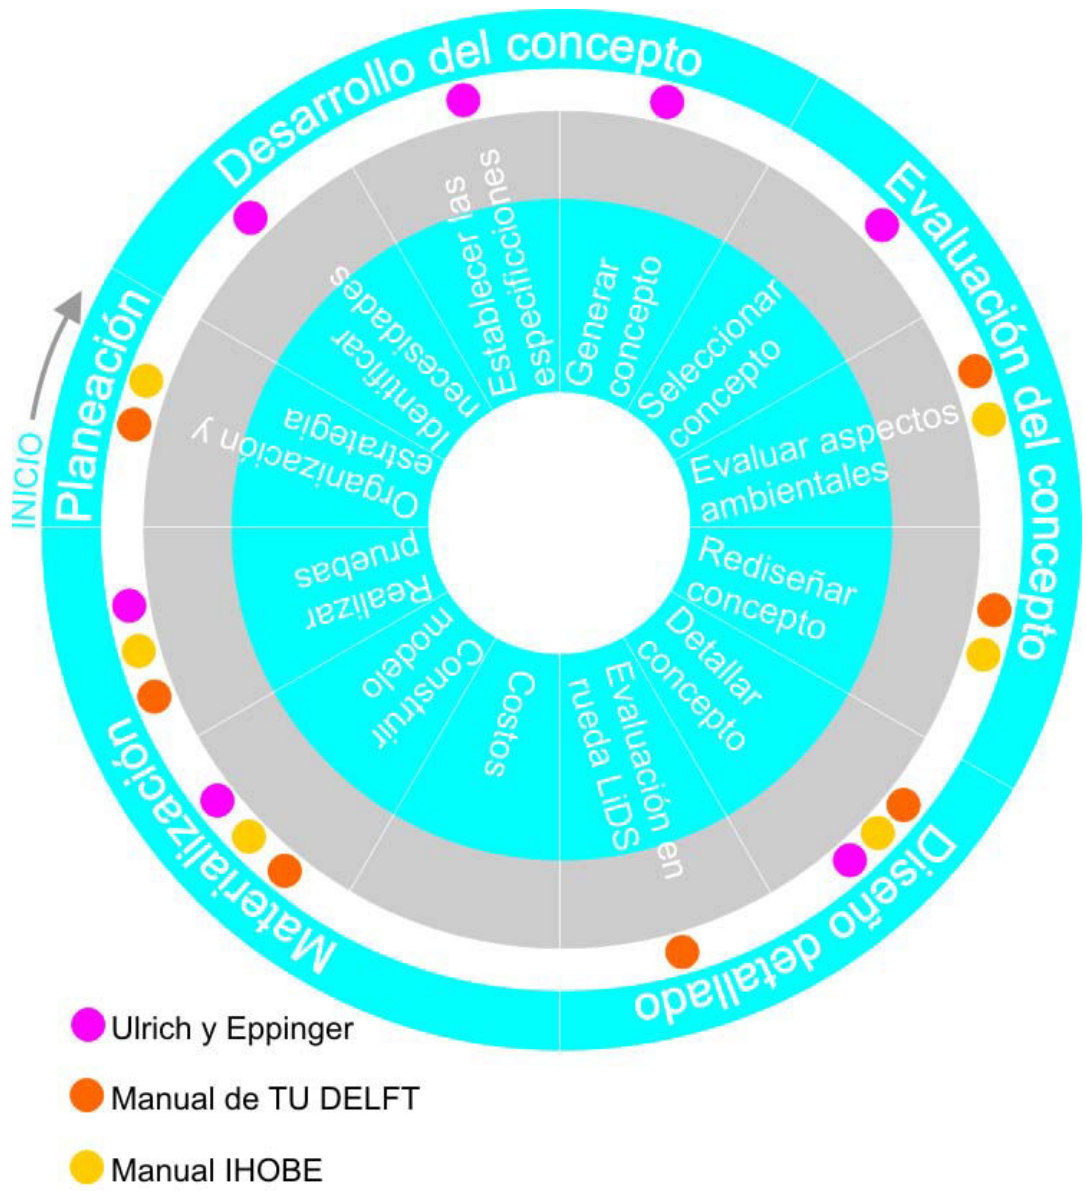 INICIO
Planeación
Desarrollo del concepto
Evaluación del concepto
Diseño detallado
Materialización
Organización y
estrategia
Identificar
necesidades
Establecer las
especificciones
Generar
concepto
Seleccionar
concepto
Evaluar aspectos
ambientales
Rediseñar
concepto
Detallar
concepto
Evaluación en
rueda LiDS
Costos
Construir
modelo
Realizar
pruebas
Ulrich y Eppinger
Manual de TU DELFT
Manual IHOBE